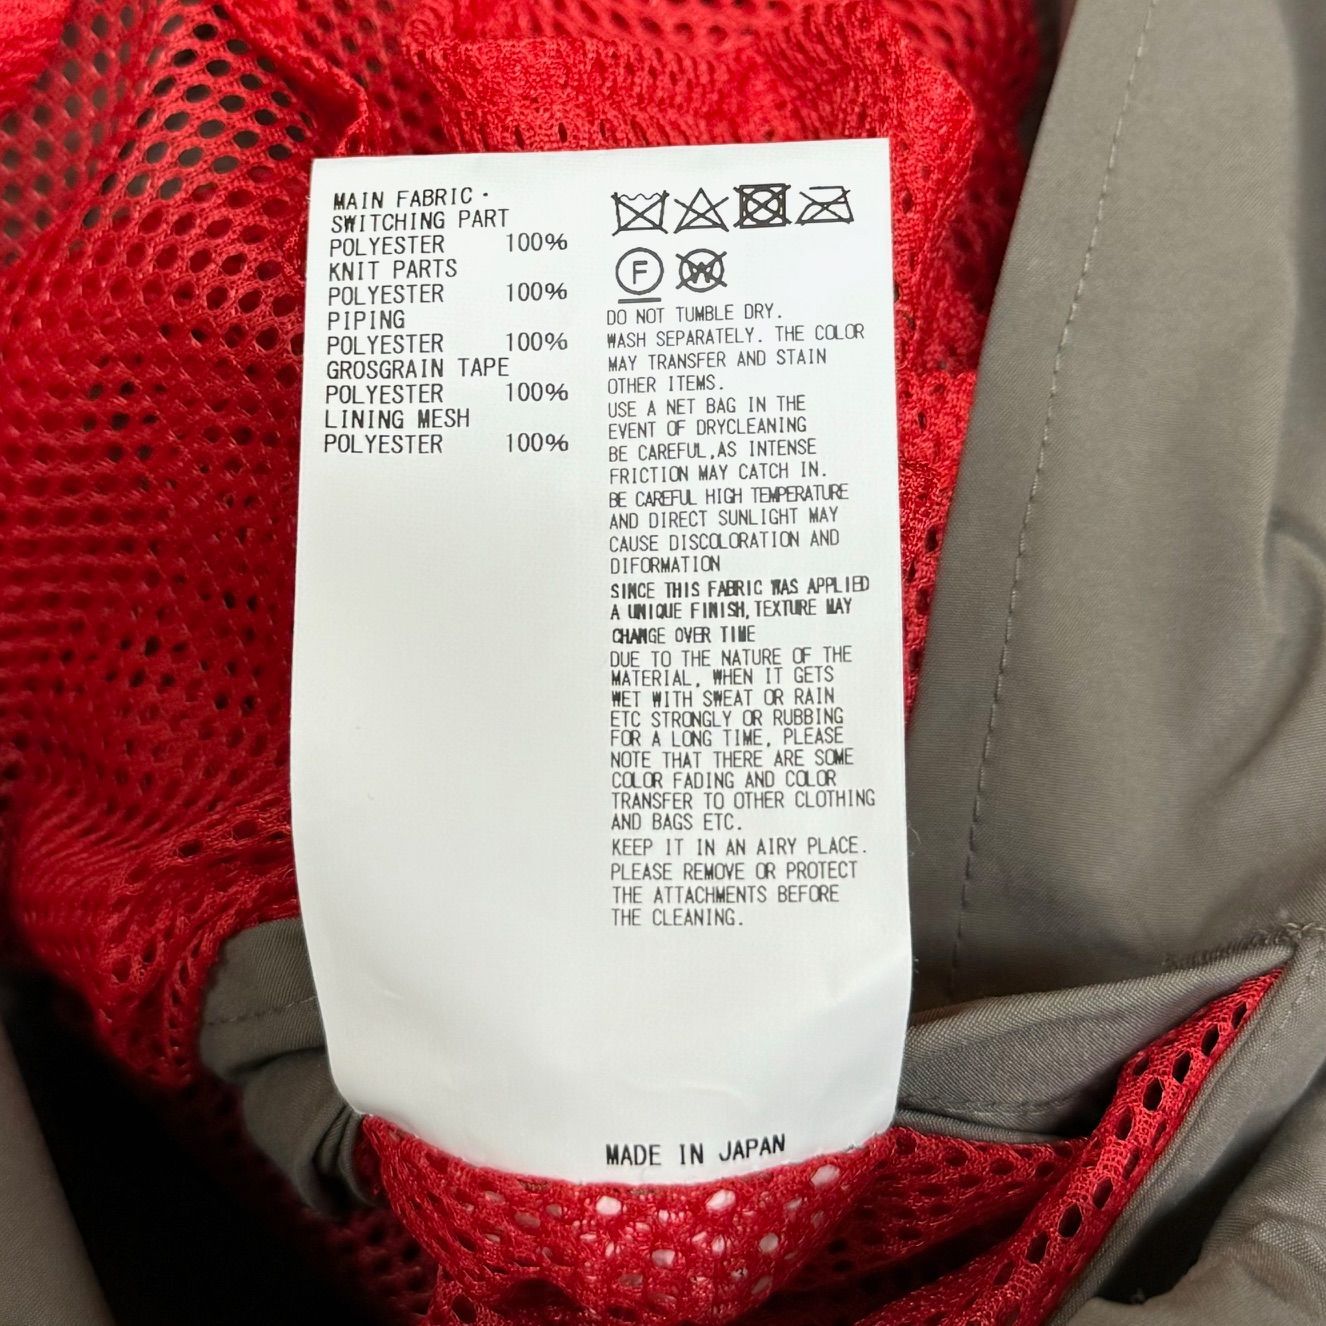 MAIN FABRIC・
SWITCHING PART
POLYESTER 100%
KNIT PARTS
POLYESTER 100%
PIPING
POLYESTER 100%
GROSGRAIN TAPE
POLYESTER 100%
LINING MESH
POLYESTER 100%
F W
DO NOT TUMBLE DRY.
WASH SEPARATELY. THE COLOR
MAY TRANSFER AND STAIN
OTHER ITEMS.
USE A NET BAG IN THE
EVENT OF DRYCLEANING
BE CAREFUL,AS INTENSE
FRICTION MAY CATCH IN.
BE CAREFUL HIGH TEMPERATURE
AND DIRECT SUNLIGHT MAY
CAUSE DISCOLORATION AND
DIFORMATION
SINCE THIS FABRIC WAS APPLIED
A UNIQUE FINISH,TEXTURE MAY
CHANGE OVER TIME
DUE TO THE NATURE OF THE
MATERIAL, WHEN IT GETS
WET WITH SWEAT OR RAIN
ETC STRONGLY OR RUBBING
FOR A LONG TIME, PLEASE
NOTE THAT THERE ARE SOME
COLOR FADING AND COLOR
TRANSFER TO OTHER CLOTHING
AND BAGS ETC.
KEEP IT IN AN AIRY PLACE.
PLEASE REMOVE OR PROTECT
THE ATTACHMENTS BEFORE
THE CLEANING.
MADE IN JAPAN